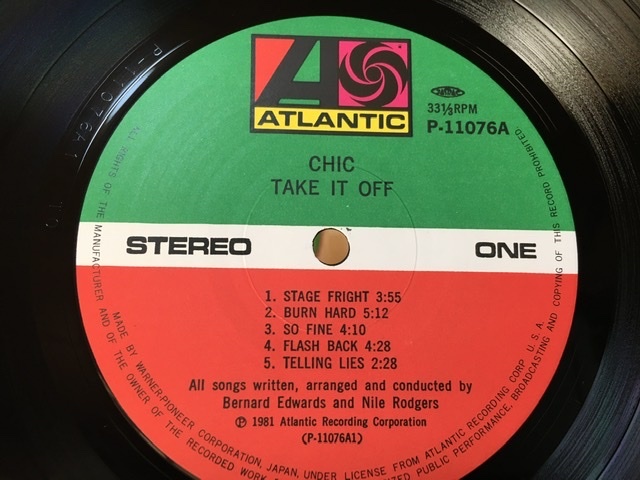 ATLANTIC
33⅓RPM
P-11076A
CHIC
TAKE IT OFF
STEREO
ONE
1. STAGE FRIGHT 3:55
2. BURN HARD 5:12
3. SO FINE 4:10
4. FLASH BACK 4:28
5. TELLING LIES 2:28
All songs written, arranged and conducted by
Bernard Edwards and Nile Rodgers
Ⓟ 1981 Atlantic Recording Corporation
(P-11076A1)
MADE BY WARNER-PIONEER CORPORATION, JAPAN, UNDER LICENSE FROM ATLANTIC RECORDING CORP. U. S. A.
ALL RIGHTS OF THE MANUFACTURER AND OF THE OWNER OF THE RECORDED WORK PUBLIC PERFORMANCE, BROADCASTING AND COPYING OF THIS RECORD PROHIBITED.
P-11076A1